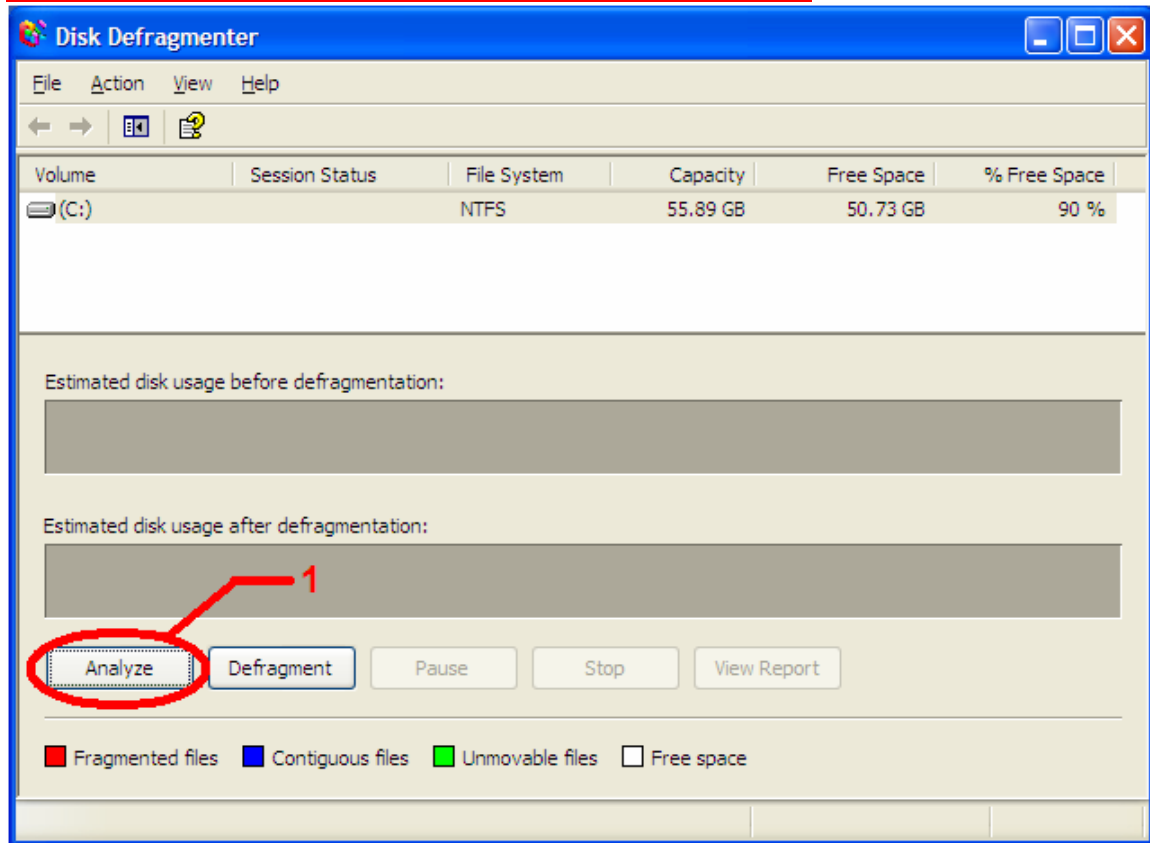 Disk Defragmenter
File Action View Help
Volume Session Status File System Capacity Free Space % Free Space
(C:) NTFS 55.89 GB 50.73 GB 90 %
Estimated disk usage before defragmentation:
Estimated disk usage after defragmentation:
1
Analyze Defragment Pause Stop View Report
Fragmented files Contiguous files Unmovable files Free space